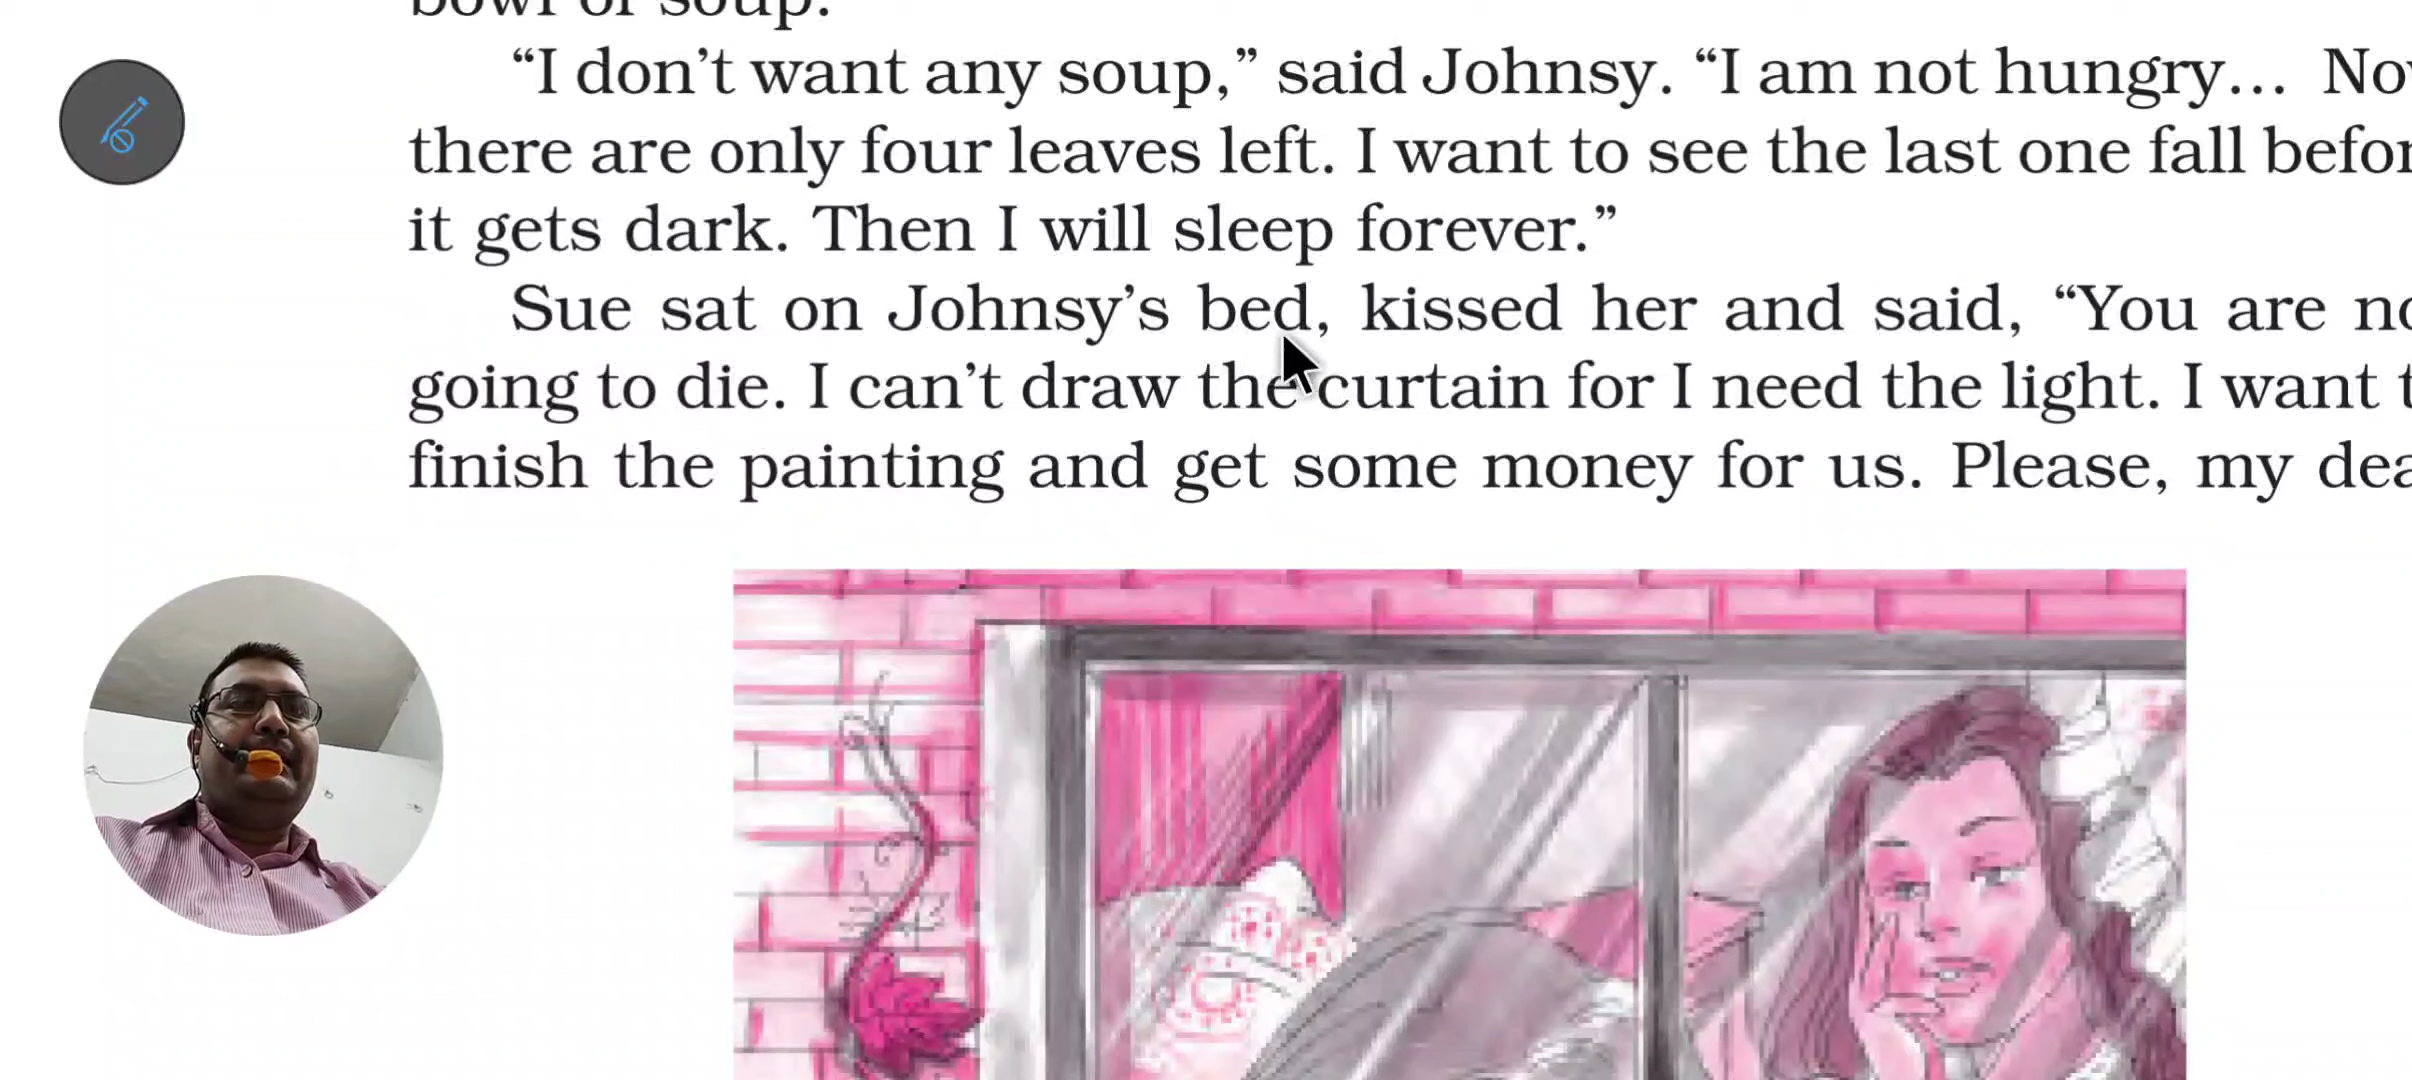 bowl of soup.
“I don’t want any soup,” said Johnsy. “I am not hungry…
there are only four leaves left. I want to see the last one fall
it gets dark. Then I will sleep forever.”
Sue sat on Johnsy’s bed, kissed her and said, “You are
going to die. I can’t draw the curtain for I need the light. I want
finish the painting and get some money for us. Please, my